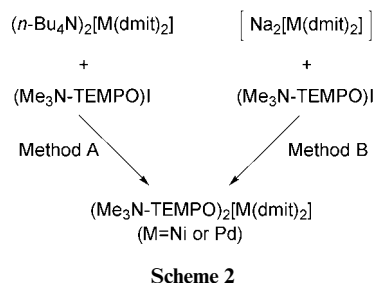 (n-Bu4N)2[M(dmit)2] [ Na2[M(dmit)2] ]
+ +
(Me3N-TEMPO)I (Me3N-TEMPO)I
Method A Method B
(Me3N-TEMPO)2[M(dmit)2]
(M=Ni or Pd)
Scheme 2